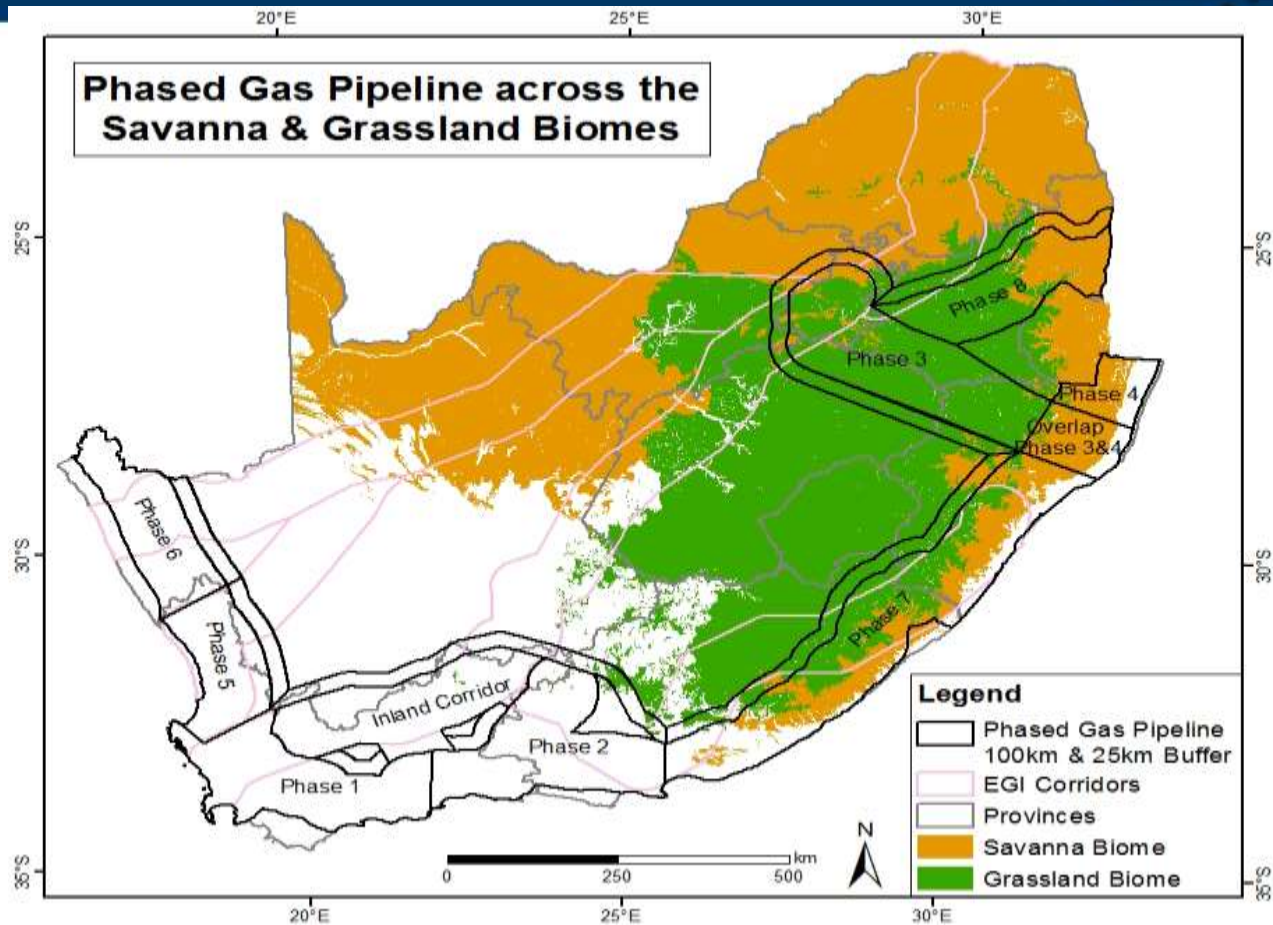 20°E 25°E 30°E
Phased Gas Pipeline across the
Savanna & Grassland Biomes
25°S
25°S
Phase 8
Phase 3
Phase 4
Overlap
Phase 3&4
Phase 6
30°S
30°S
Phase 7
Phase 5
Inland Corridor
Phase 2
Phase 1
Legend
Phased Gas Pipeline
100km & 25km Buffer
EGI Corridors
Provinces
Savanna Biome
Grassland Biome
N
km
0 250 500
35°S
35°S
20°E 25°E 30°E